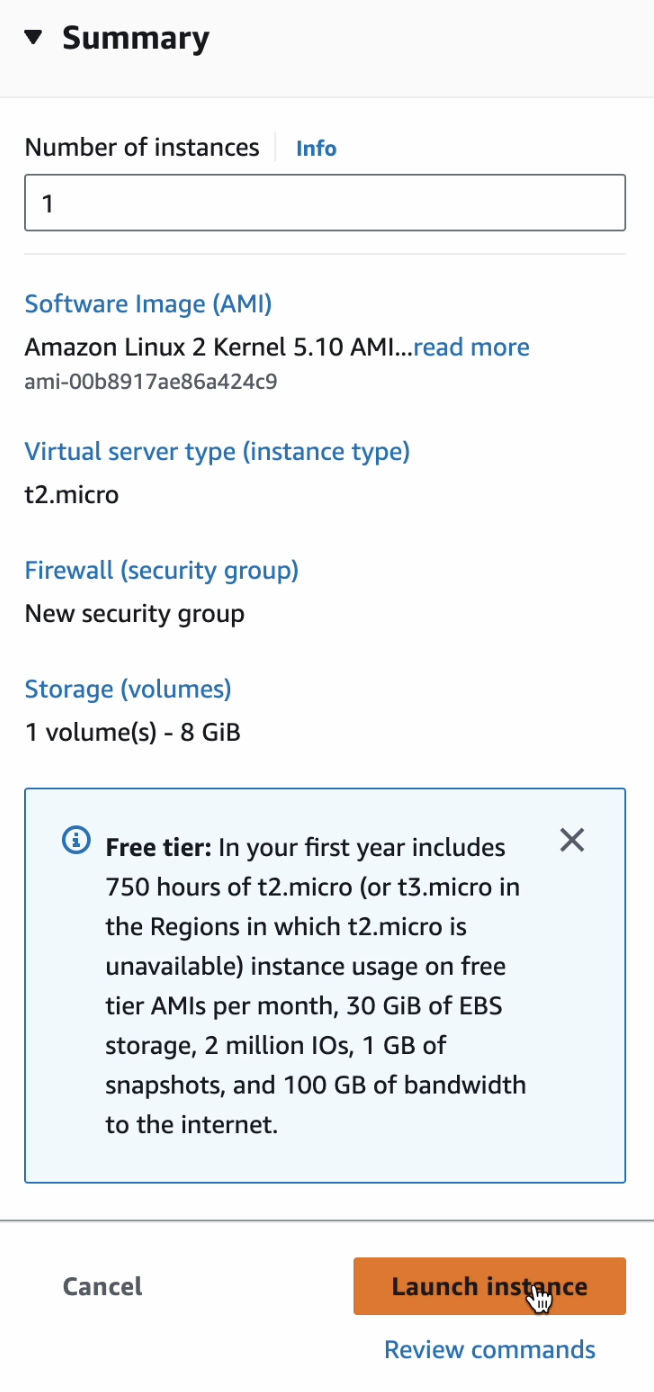 Summary
Number of instances Info
1
Software Image (AMI)
Amazon Linux 2 Kernel 5.10 AMI...read more
ami-00b8917ae86a424c9
Virtual server type (instance type)
t2.micro
Firewall (security group)
New security group
Storage (volumes)
1 volume(s) - 8 GiB
Free tier: In your first year includes
750 hours of t2.micro (or t3.micro in
the Regions in which t2.micro is
unavailable) instance usage on free
tier AMIs per month, 30 GiB of EBS
storage, 2 million IOs, 1 GB of
snapshots, and 100 GB of bandwidth
to the internet.
Cancel
Launch instance
Review commands